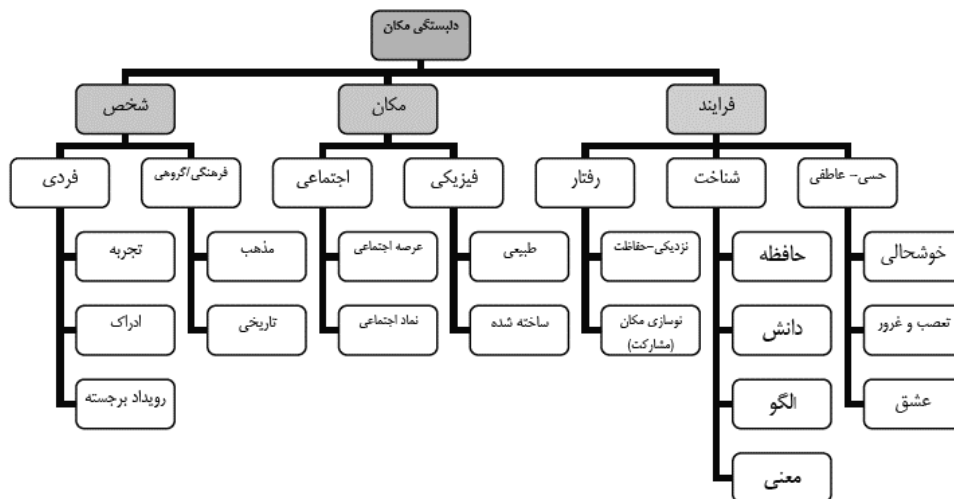 دلبستگی مکان
فرایند
مکان
شخص
حسی- عاطفی
شناخت
رفتار
فیزیکی
اجتماعی
فرهنگی/گروهی
فردی
خوشحالی
حافظه
نزدیکی-حفاظت
طبیعی
عرصه اجتماعی
مذهب
تجربه
تعصب و غرور
دانش
نوسازی مکان
(مشارکت)
ساخته شده
نماد اجتماعی
تاریخی
ادراک
عشق
الگو
رویداد برجسته
معنی